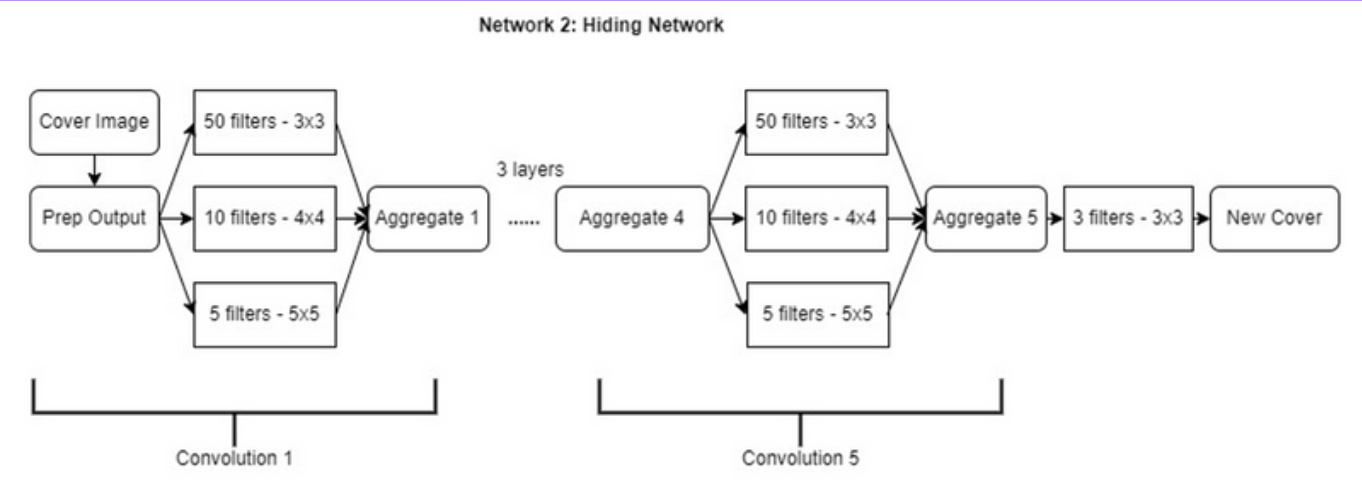 Network 2: Hiding Network
Cover Image
Prep Output
50 filters - 3x3
10 filters - 4x4
5 filters - 5x5
Aggregate 1
3 layers
......
Aggregate 4
50 filters - 3x3
10 filters - 4x4
5 filters - 5x5
Aggregate 5
3 filters - 3x3
New Cover
Convolution 1
Convolution 5